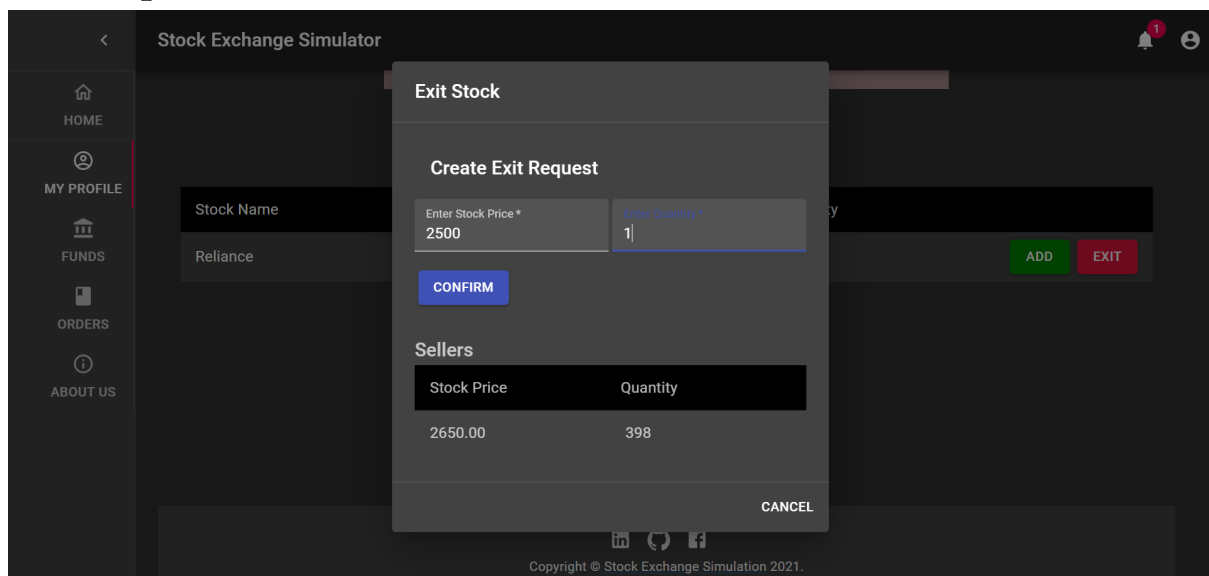 Stock Exchange Simulator
1
HOME
MY PROFILE
FUNDS
ORDERS
ABOUT US
Stock Name
y
Reliance
ADD
EXIT
Exit Stock
Create Exit Request
Enter Stock Price *
2500
1
CONFIRM
Sellers
Stock Price Quantity
2650.00 398
CANCEL
in
Copyright © Stock Exchange Simulation 2021.